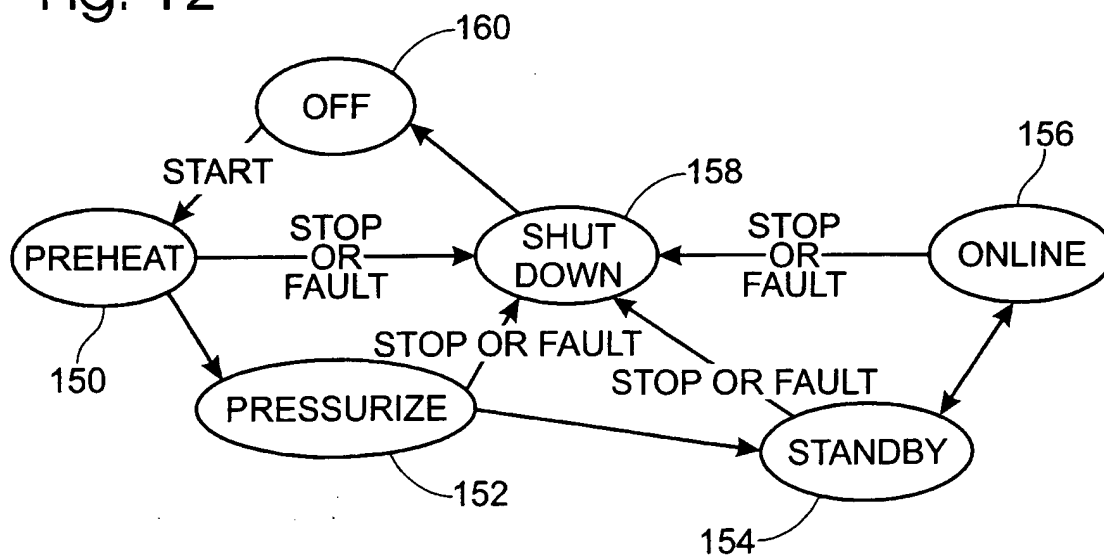 Fig. 12
160
OFF
156
START
158
STOP
OR
FAULT
STOP
OR
FAULT
PREHEAT
SHUT
DOWN
ONLINE
150
STOP OR FAULT
STOP OR FAULT
PRESSURIZE
STANDBY
152
154